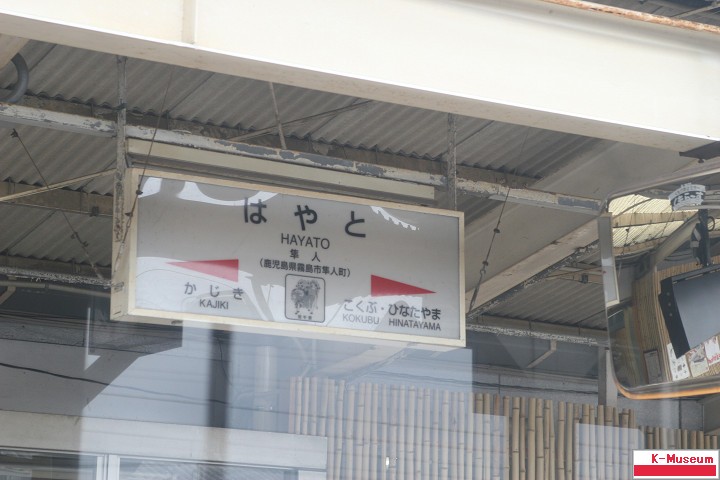 はやと
HAYATO
隼人
(鹿児島県霧島市隼人町)
かじき
KAJIKI
こくぶ・ひなたやま
KOKUBU HINATAYAMA
K-Museum